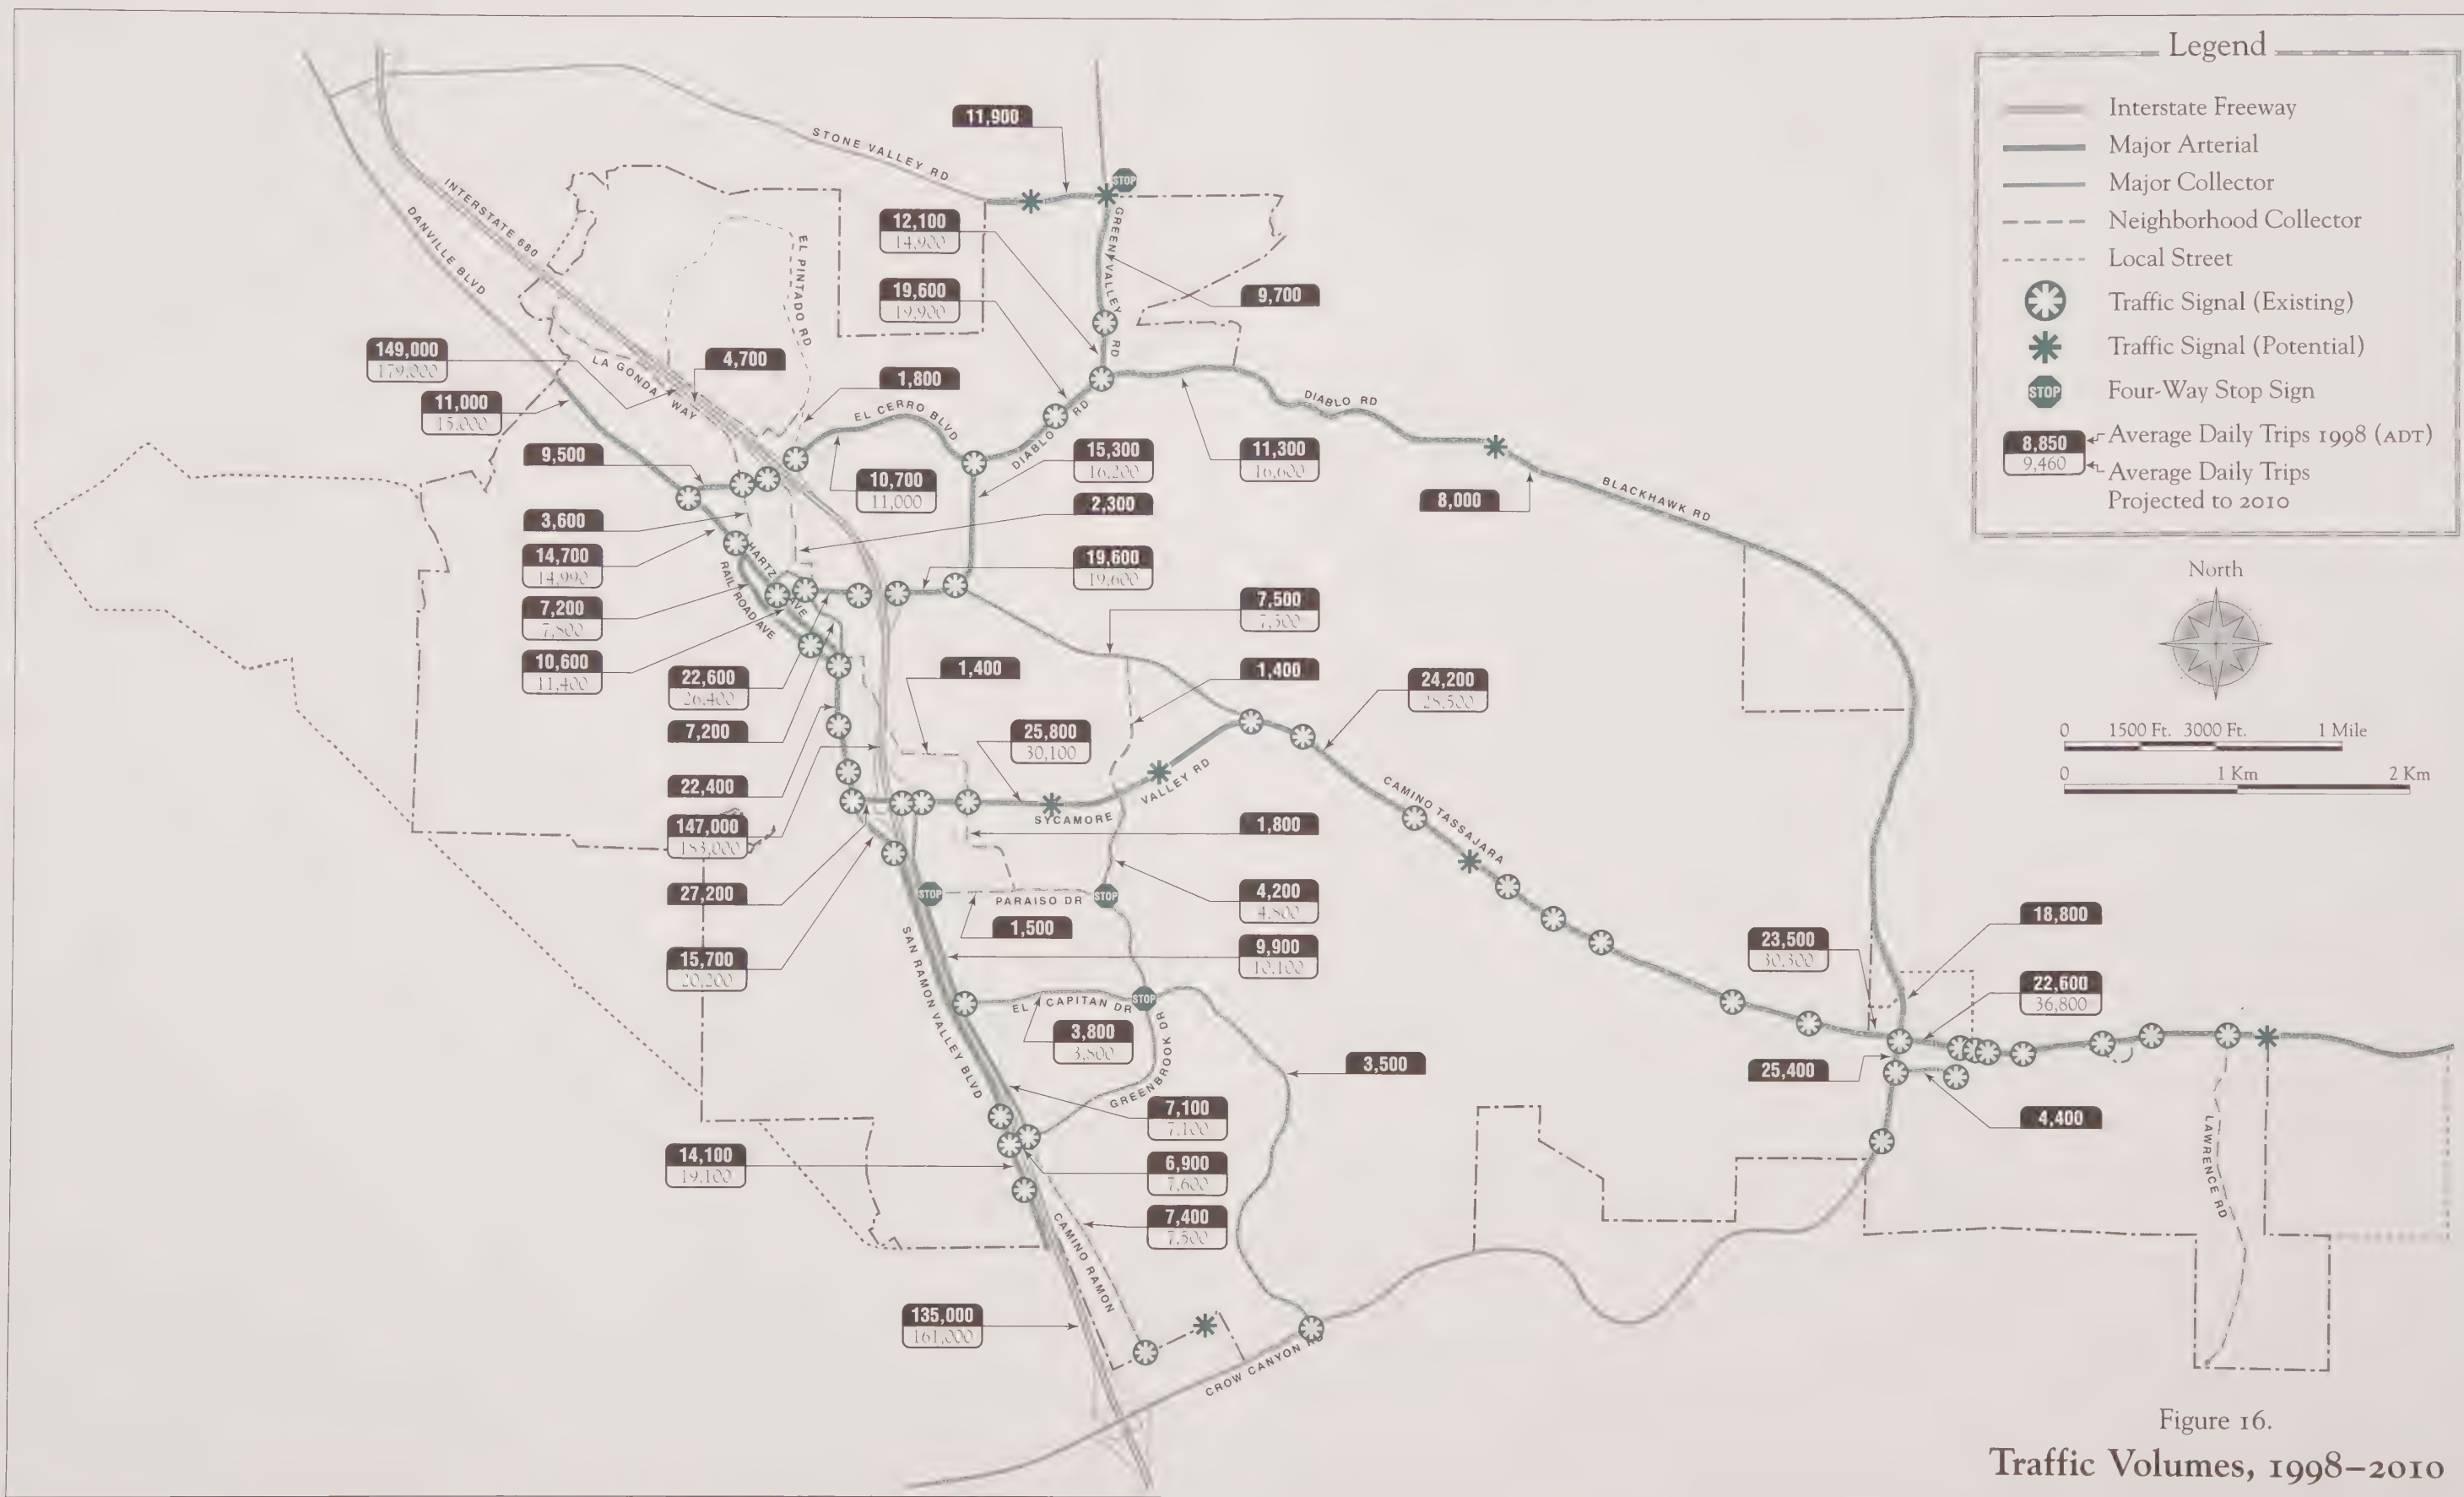 Legend
Interstate Freeway
Major Arterial
Major Collector
Neighborhood Collector
Local Street
Traffic Signal (Existing)
Traffic Signal (Potential)
STOP Four-Way Stop Sign
8,850 Average Daily Trips 1998 (ADT)
9,460 Average Daily Trips
Projected to 2010
North
0 1500 Ft. 3000 Ft. 1 Mile
0 1 Km 2 Km
11,900
STONE VALLEY RD
STOP
INTERSTATE 680
DANVILLE BLVD
12,100
14,900
GREEN VALLEY RD
EL PINTADO RD
19,600
19,900
9,700
149,000
179,000
4,700
LA GONDA WAY
1,800
11,000
15,000
EL CERRO BLVD
DIABLO RD
DIABLO RD
9,500
15,300
16,200
11,300
16,600
10,700
11,000
8,000
BLACKHAWK RD
3,600
2,300
14,700
14,990
HARTZ AVE
RAILROAD AVE
19,600
19,600
7,200
7,800
7,500
7,500
10,600
11,400
22,600
26,400
1,400
1,400
24,200
28,500
7,200
25,800
30,100
22,400
VALLEY RD
SYCAMORE
CAMINO TASSAJARA
147,000
183,000
1,800
27,200
STOP
PARAISO DR
STOP
4,200
4,800
1,500
18,800
15,700
20,200
SAN RAMON VALLEY BLVD
9,900
10,100
23,500
30,300
EL CAPITAN DR
STOP
22,600
36,800
3,800
3,800
GREENBROOK DR
3,500
25,400
4,400
7,100
7,100
LAWRENCE RD
14,100
19,100
6,900
7,600
7,400
7,500
CAMINO RAMON
135,000
161,000
CROW CANYON RD
Figure 16.
Traffic Volumes, 1998–2010